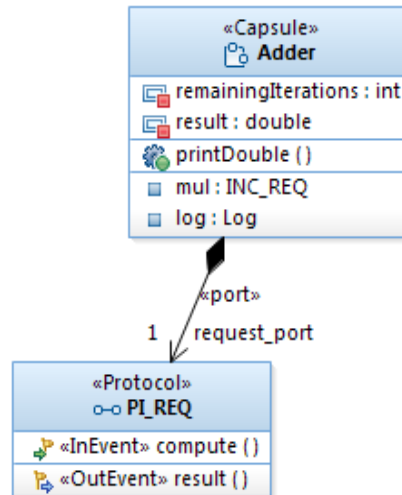 «Capsule»
Adder
remainingIterations : int
result : double
printDouble ( )
mul : INC_REQ
log : Log
«port»
1 request_port
«Protocol»
PI_REQ
«InEvent» compute ( )
«OutEvent» result ( )